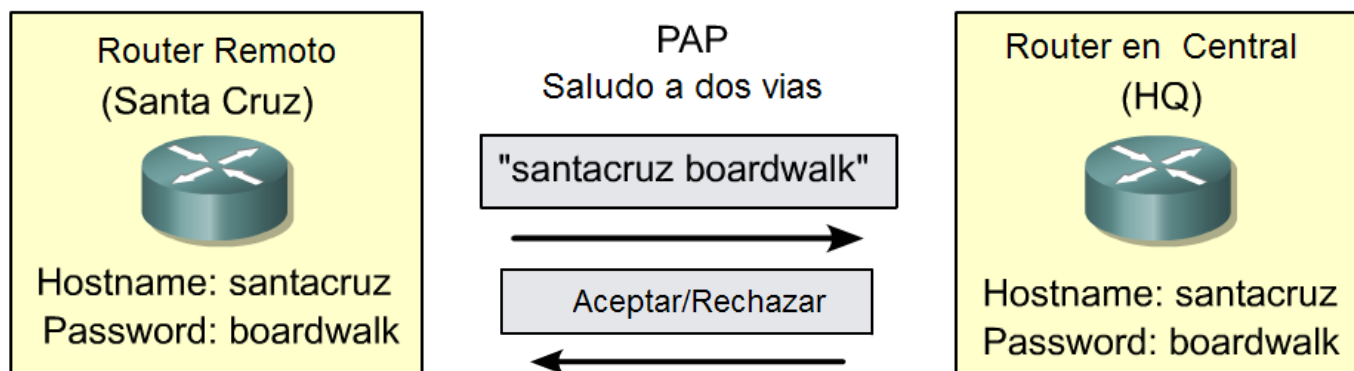 Router Remoto
(Santa Cruz)
Hostname: santacruz
Password: boardwalk
PAP
Saludo a dos vias
"santacruz boardwalk"
Aceptar/Rechazar
Router en Central
(HQ)
Hostname: santacruz
Password: boardwalk